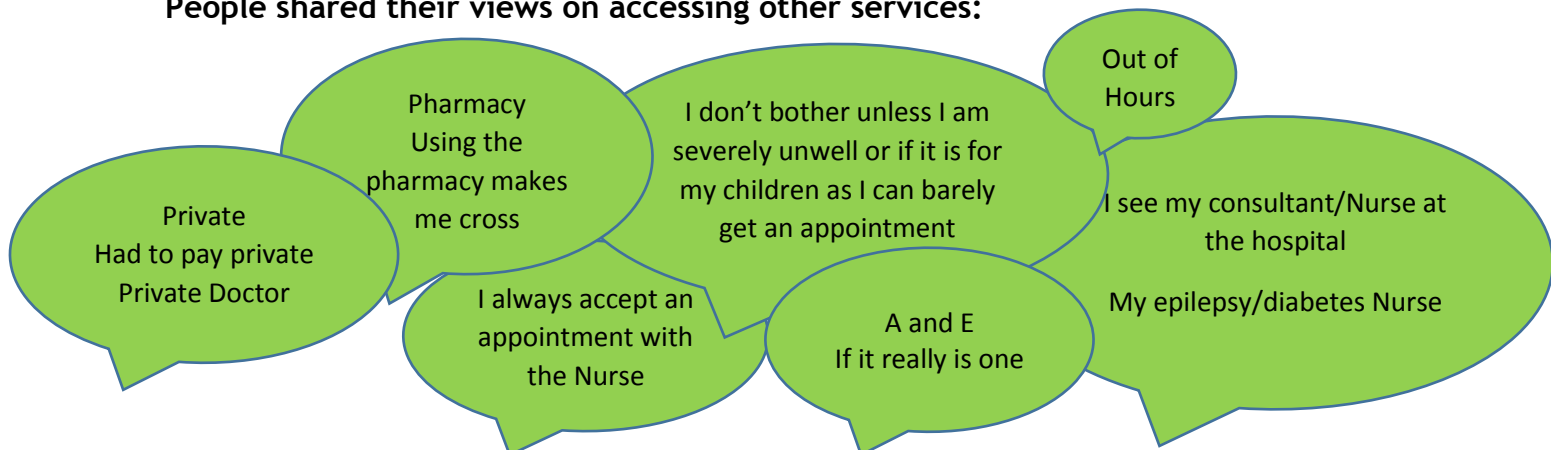 People shared their views on accessing other services:
Private
Had to pay private
Private Doctor
Pharmacy
Using the
pharmacy makes
me cross
I always accept an
appointment with
the Nurse
I don’t bother unless I am
severely unwell or if it is for
my children as I can barely
get an appointment
A and E
If it really is one
Out of
Hours
I see my consultant/Nurse at
the hospital
My epilepsy/diabetes Nurse